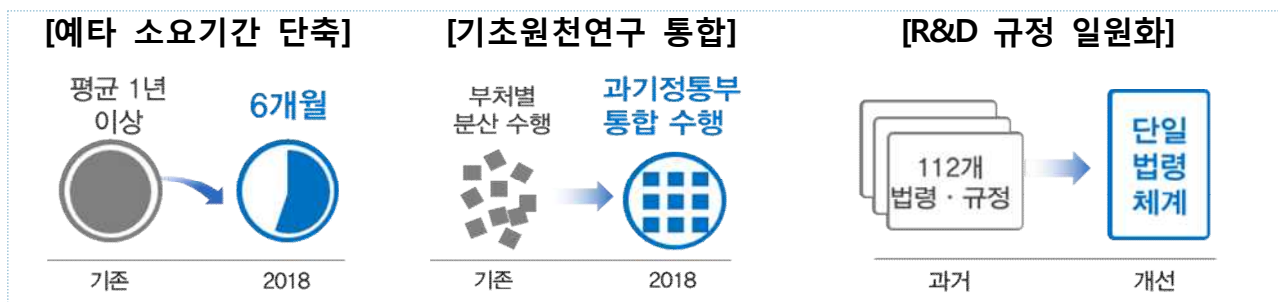 [예타 소요기간 단축]
평균 1년
이상
6개월
기존
2018
[기초원천연구 통합]
부처별
분산 수행
과기정통부
통합 수행
기존
2018
[R&D 규정 일원화]
112개
법령·규정
단일
법령
체계
과거
개선